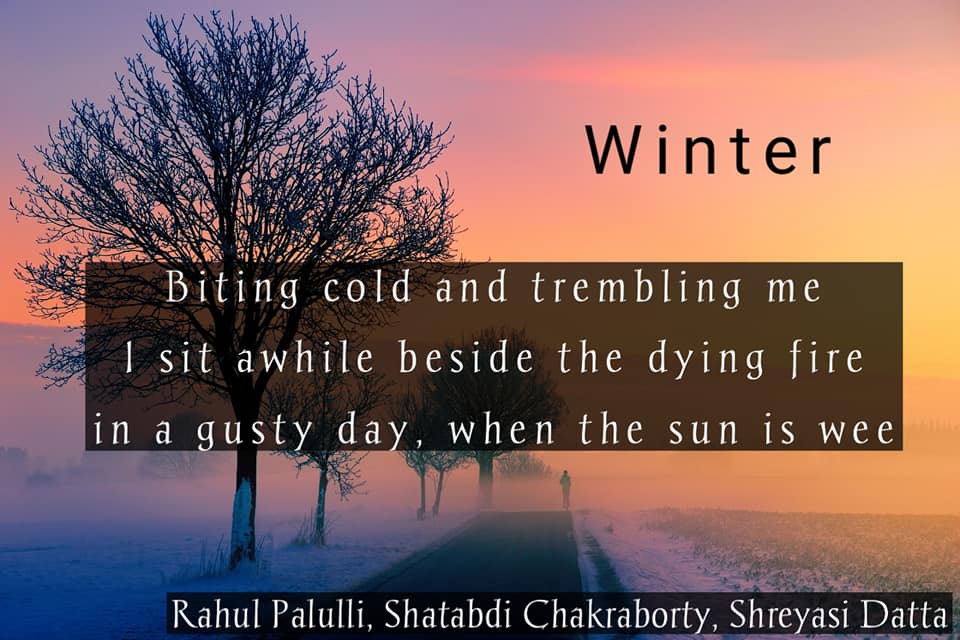 Winter
Biting cold and trembling me
I sit awhile beside the dying fire
in a gusty day, when the sun is wee
Rahul Palulli, Shatabdi Chakraborty, Shreyasi Datta